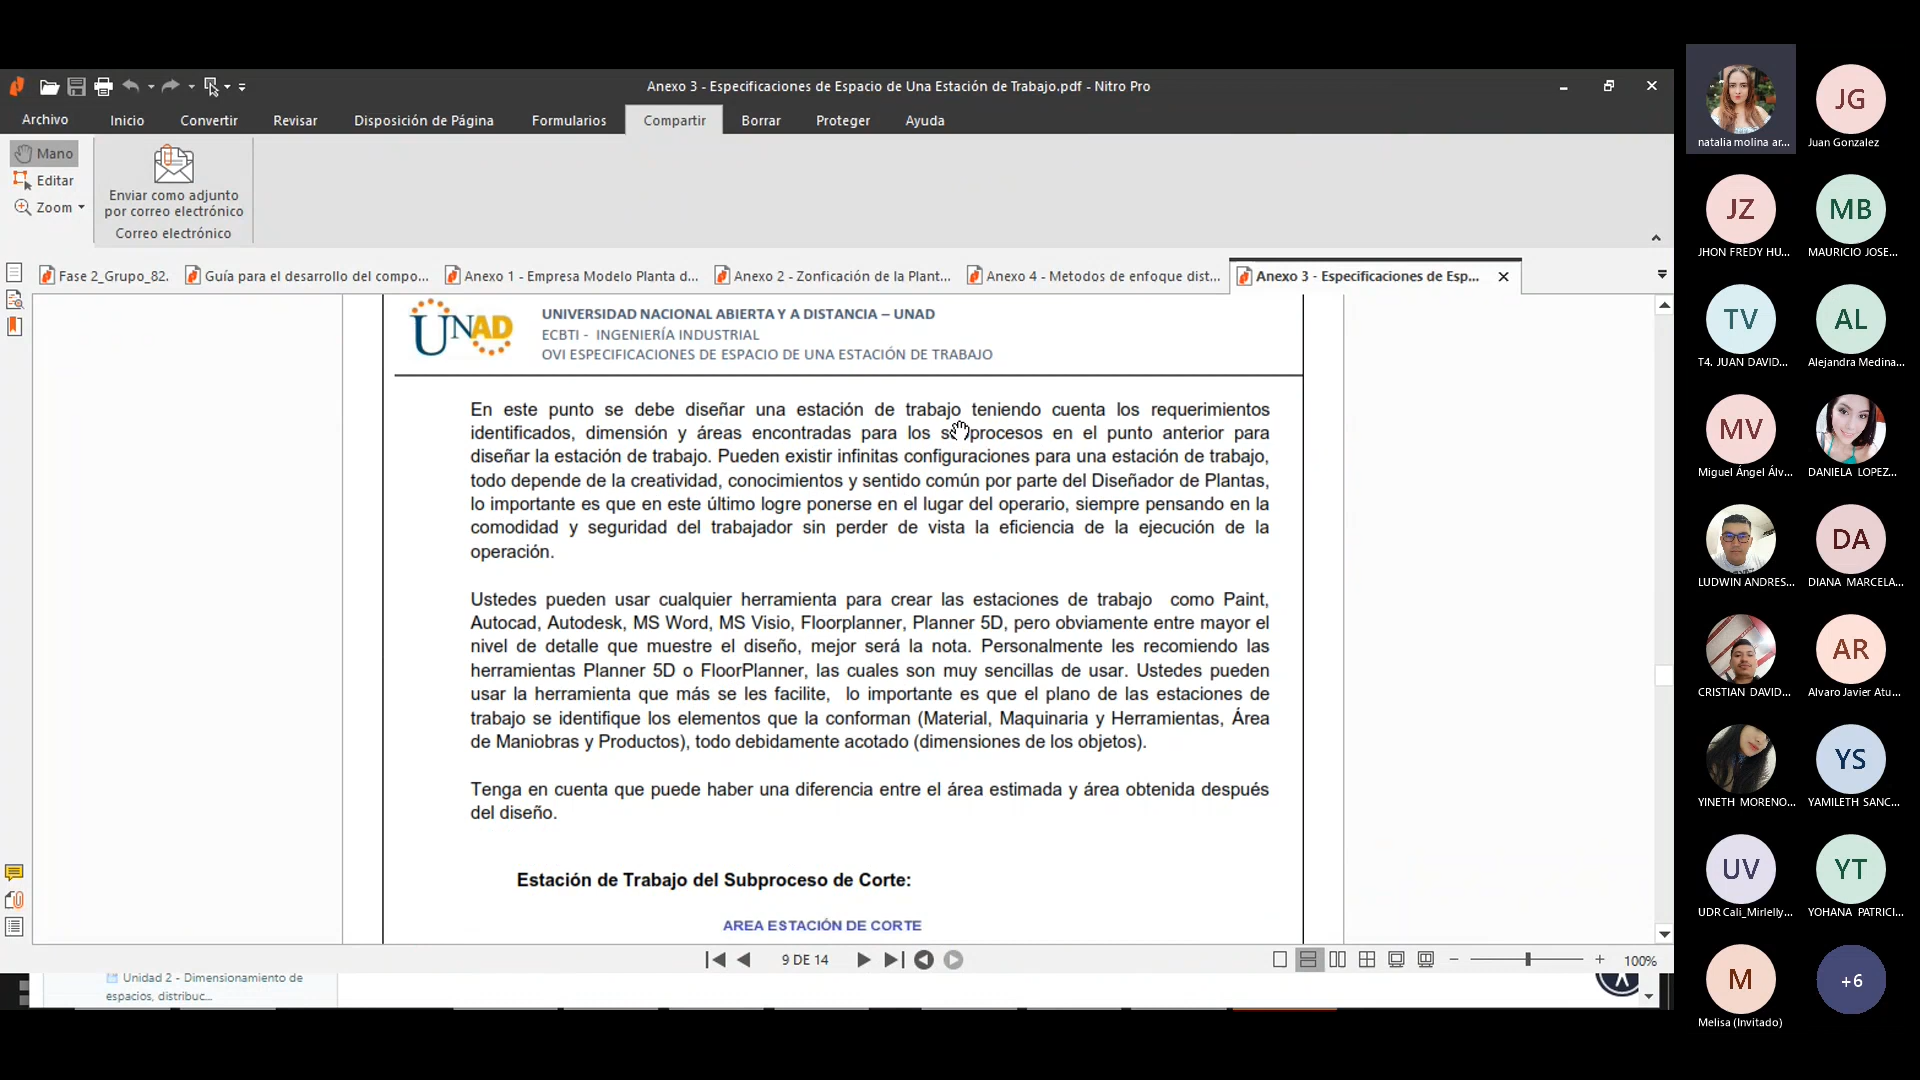 Anexo 3 - Especificaciones de Espacio de Una Estación de Trabajo.pdf - Nitro Pro
Archivo Inicio Convertir Revisar Disposición de Página Formularios Compartir Borrar Proteger Ayuda
Mano
Editar
Zoom
Enviar como adjunto
por correo electrónico
Correo electrónico
Fase 2_Grupo_82. Guía para el desarrollo del compo... Anexo 1 - Empresa Modelo Planta d... Anexo 2 - Zonficación de la Plant... Anexo 4 - Metodos de enfoque dist... Anexo 3 - Especificaciones de Esp...
UNAD
UNIVERSIDAD NACIONAL ABIERTA Y A DISTANCIA – UNAD
ECBTI - INGENIERÍA INDUSTRIAL
OVI ESPECIFICACIONES DE ESPACIO DE UNA ESTACIÓN DE TRABAJO
En este punto se debe diseñar una estación de trabajo teniendo cuenta los requerimientos
identificados, dimensión y áreas encontradas para los subprocesos en el punto anterior para
diseñar la estación de trabajo. Pueden existir infinitas configuraciones para una estación de trabajo,
todo depende de la creatividad, conocimientos y sentido común por parte del Diseñador de Plantas,
lo importante es que en este último logre ponerse en el lugar del operario, siempre pensando en la
comodidad y seguridad del trabajador sin perder de vista la eficiencia de la ejecución de la
operación.
Ustedes pueden usar cualquier herramienta para crear las estaciones de trabajo como Paint,
Autocad, Autodesk, MS Word, MS Visio, Floorplanner, Planner 5D, pero obviamente entre mayor el
nivel de detalle que muestre el diseño, mejor será la nota. Personalmente les recomiendo las
herramientas Planner 5D o FloorPlanner, las cuales son muy sencillas de usar. Ustedes pueden
usar la herramienta que más se les facilite, lo importante es que el plano de las estaciones de
trabajo se identifique los elementos que la conforman (Material, Maquinaria y Herramientas, Área
de Maniobras y Productos), todo debidamente acotado (dimensiones de los objetos).
Tenga en cuenta que puede haber una diferencia entre el área estimada y área obtenida después
del diseño.
Estación de Trabajo del Subproceso de Corte:
AREA ESTACIÓN DE CORTE
9 DE 14
100%
Unidad 2 - Dimensionamiento de
espacios, distribuc...
natalia molina ar...
JG
Juan Gonzalez
JZ
JHON FREDY HU...
MB
MAURICIO JOSE...
TV
T4. JUAN DAVID...
AL
Alejandra Medina...
MV
Miguel Ángel Álv...
DANIELA LOPEZ...
LUDWIN ANDRES...
DA
DIANA MARCELA...
CRISTIAN DAVID...
AR
Alvaro Javier Atu...
YINETH MORENO...
YS
YAMILETH SANC...
UV
UDR Cali_Mirlelly...
YT
YOHANA PATRICI...
M
Melisa (Invitado)
+6